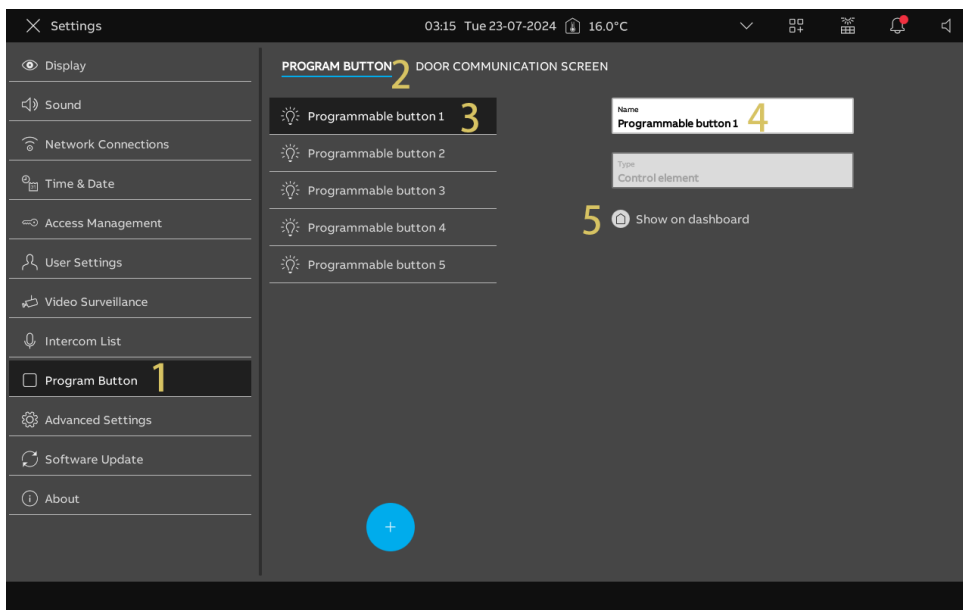 Settings
03:15 Tue 23-07-2024 16.0°C
Display
Sound
Network Connections
Time & Date
Access Management
User Settings
Video Surveillance
Intercom List
Program Button 1
Advanced Settings
Software Update
About
PROGRAM BUTTON 2 DOOR COMMUNICATION SCREEN
Programmable button 1 3
Programmable button 2
Programmable button 3
Programmable button 4
Programmable button 5
+
Name
Programmable button 1 4
Type
Control element
5 Show on dashboard